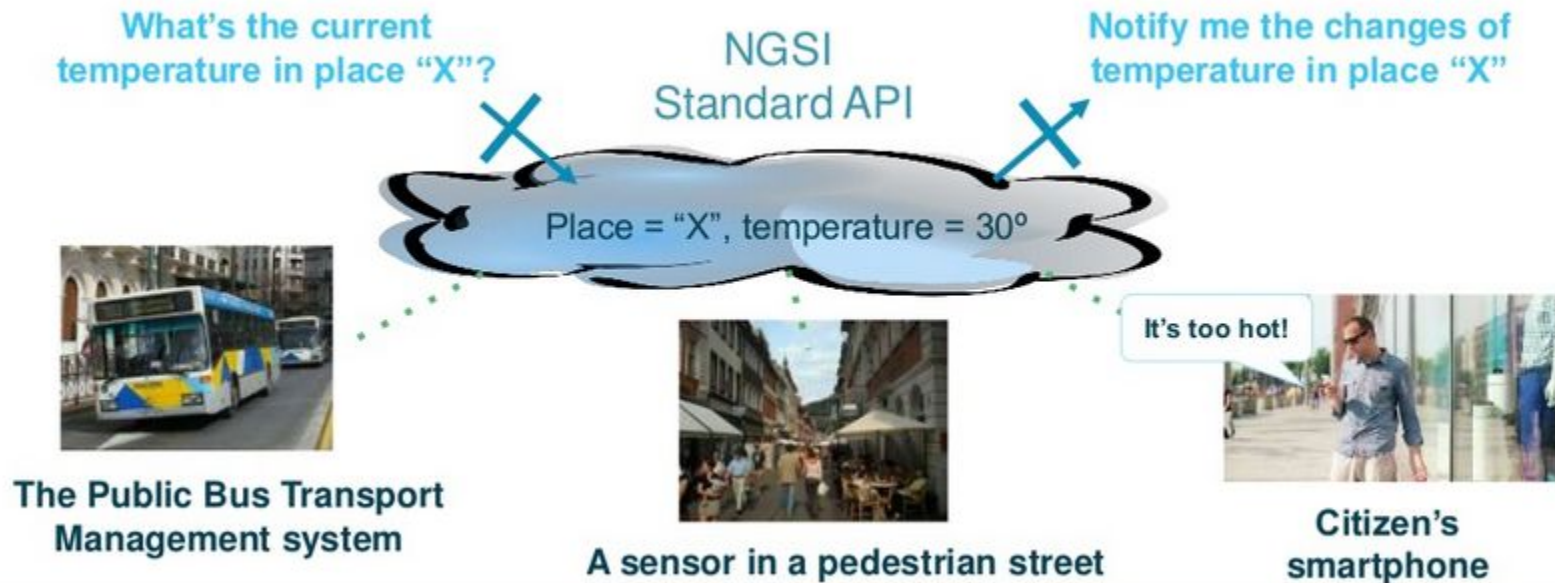 What's the current
temperature in place “X”?
NGSI
Standard API
Notify me the changes of
temperature in place “X”
Place = “X”, temperature = 30º
It's too hot!
The Public Bus Transport
Management system
A sensor in a pedestrian street
Citizen's
smartphone